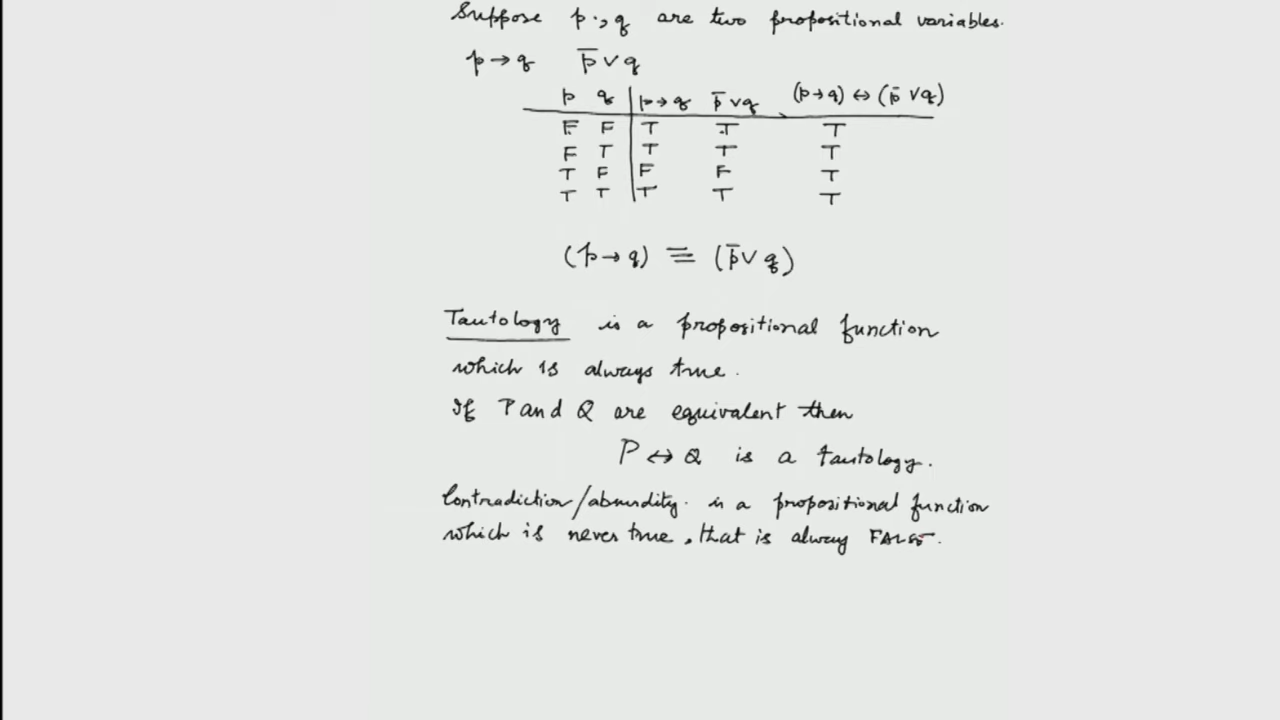 Suppose p, q are two propositional variables.
p → q p̅ ∨ q
p q p → q p̅ ∨ q (p → q) ↔ (p̅ ∨ q)
F F T T T
F T T T T
T F F F T
T T T T T
(p → q) ≡ (p̅ ∨ q)
Tautology is a propositional function
which is always true.
If P and Q are equivalent then
P ↔ Q is a tautology.
Contradiction/absurdity is a propositional function
which is never true, that is always FALSE.